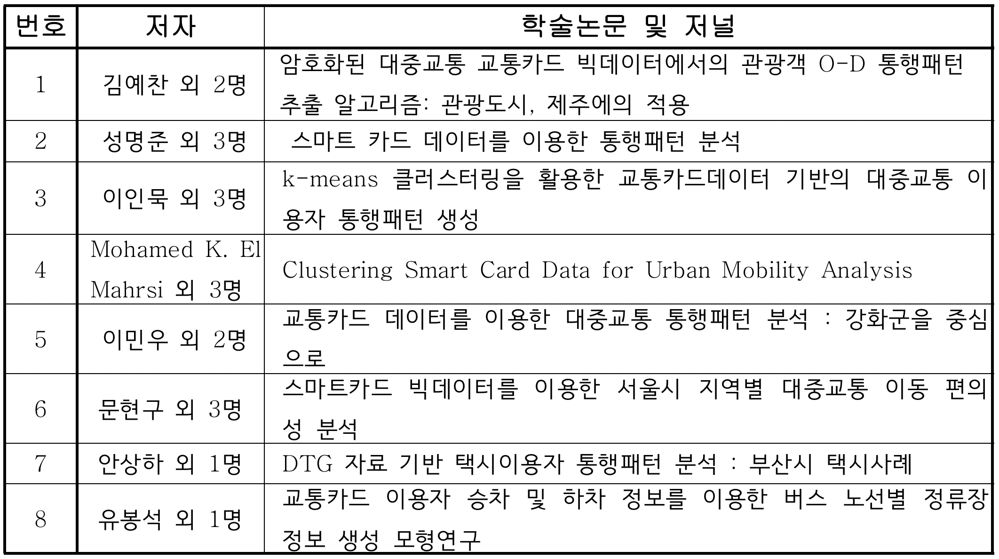 번호 저자 학술논문 및 저널
1 김예찬 외 2명 암호화된 대중교통 교통카드 빅데이터에서의 관광객 O-D 통행패턴
추출 알고리즘: 관광도시, 제주에의 적용
2 성명준 외 3명 스마트 카드 데이터를 이용한 통행패턴 분석
3 이인묵 외 3명 k-means 클러스터링을 활용한 교통카드데이터 기반의 대중교통 이
용자 통행패턴 생성
4 Mohamed K. El
Mahrsi 외 3명 Clustering Smart Card Data for Urban Mobility Analysis
5 이민우 외 2명 교통카드 데이터를 이용한 대중교통 통행패턴 분석 : 강화군을 중심
으로
6 문현구 외 3명 스마트카드 빅데이터를 이용한 서울시 지역별 대중교통 이동 편의
성 분석
7 안상하 외 1명 DTG 자료 기반 택시이용자 통행패턴 분석 : 부산시 택시사례
8 유봉석 외 1명 교통카드 이용자 승차 및 하차 정보를 이용한 버스 노선별 정류장
정보 생성 모형연구